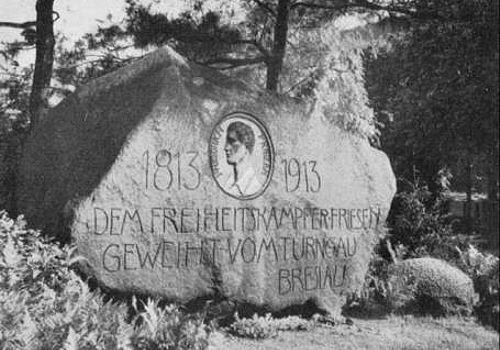 1813 1913
DEM FREIHEITSKÄMPFER FRIESEN
GEWEIHT VOM TURNGAU
BRESLAU